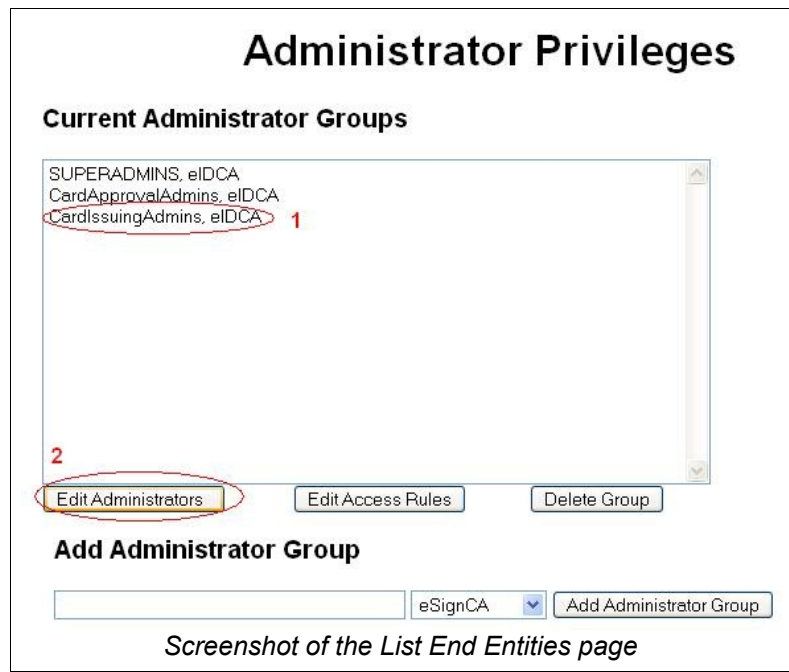 Administrator Privileges
Current Administrator Groups
SUPERADMINS, eIDCA
CardApprovalAdmins, eIDCA
CardIssuingAdmins, eIDCA 1
2
Edit Administrators Edit Access Rules Delete Group
Add Administrator Group
eSignCA Add Administrator Group
Screenshot of the List End Entities page